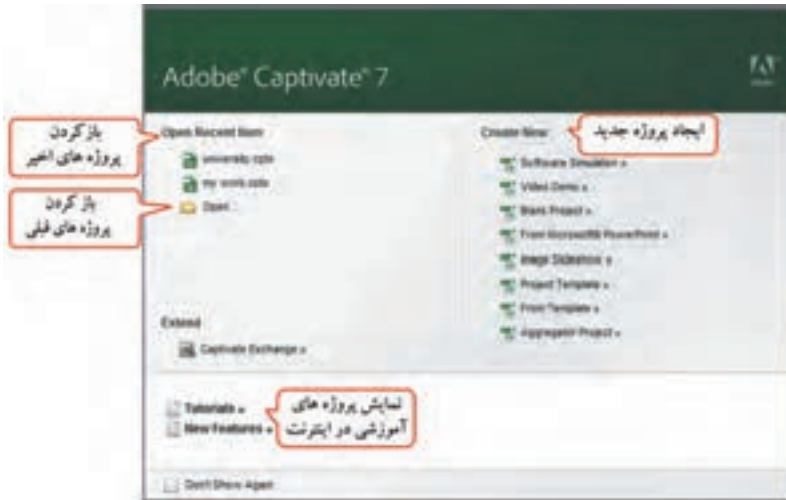 Adobe® Captivate® 7
Adobe
Open Recent Item
university.cptx
my work.cptx
Open...
بازکردن
پروژه های اخیر
باز کردن
پروژه های قبلی
Create New
ایجاد پروژه جدید
Software Simulation »
Video Demo »
Blank Project »
From Microsoft® PowerPoint »
Image Slideshow »
Project Template »
From Template »
Aggregator Project »
Extend
Captivate Exchange »
Tutorials »
New Features »
نمایش پروژه های
آموزشی در اینترنت
Don't Show Again